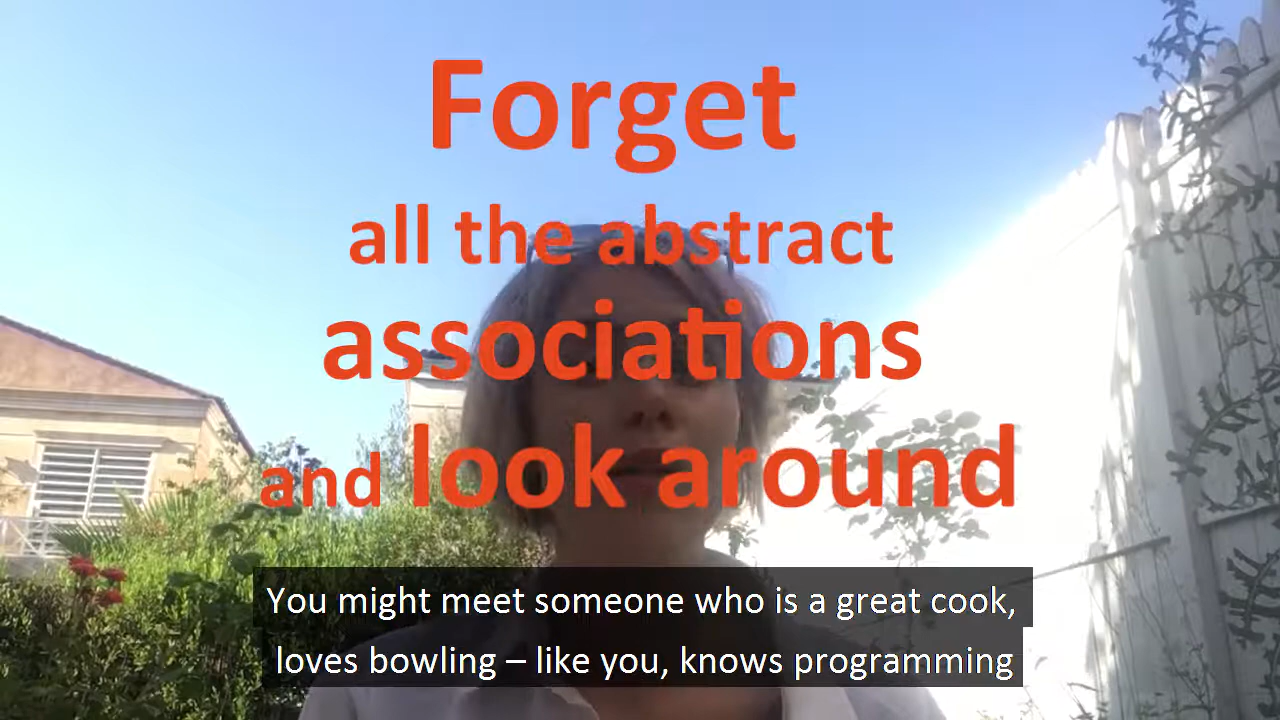 Forget
all the abstract
associations
and look around
You might meet someone who is a great cook,
loves bowling – like you, knows programming